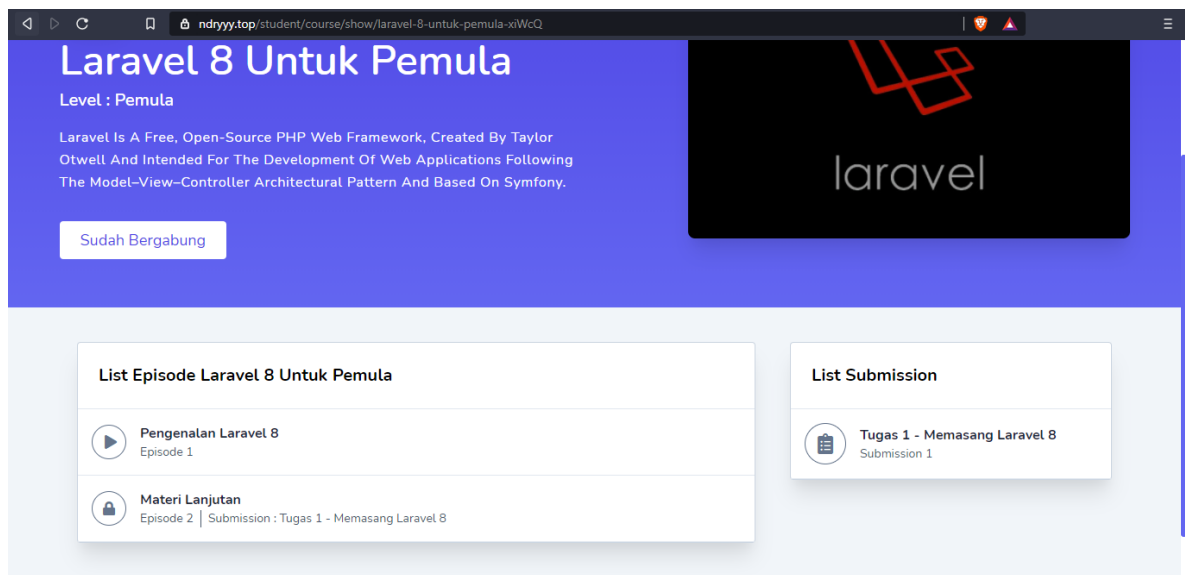 ndryyy.top/student/course/show/laravel-8-untuk-pemula-xiWcQ
Laravel 8 Untuk Pemula
Level : Pemula
Laravel Is A Free, Open-Source PHP Web Framework, Created By Taylor
Otwell And Intended For The Development Of Web Applications Following
The Model–View–Controller Architectural Pattern And Based On Symfony.
Sudah Bergabung
laravel
List Episode Laravel 8 Untuk Pemula
Pengenalan Laravel 8
Episode 1
Materi Lanjutan
Episode 2 | Submission : Tugas 1 - Memasang Laravel 8
List Submission
Tugas 1 - Memasang Laravel 8
Submission 1